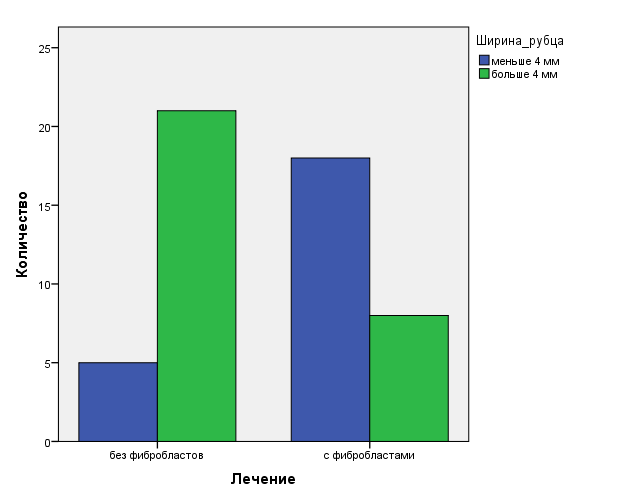 Ширина_рубца
меньше 4 мм
больше 4 мм
25
20
15
10
5
0
Количество
без фибробластов
с фибробластами
Лечение